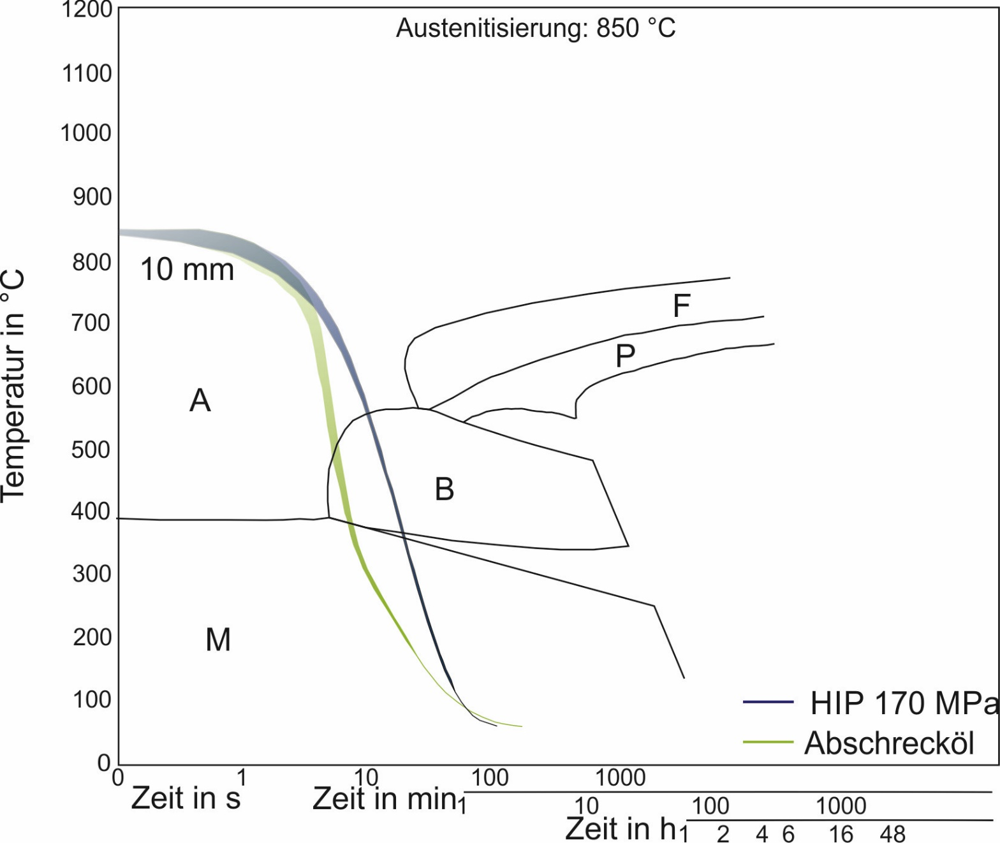 1200
Austenitisierung: 850 °C
1100
1000
900
800
10 mm
700
F
P
600
A
500
B
400
300
200
M
100
0
Temperatur in °C
HIP 170 MPa
Abschrecköl
0 1 10 100 1000
Zeit in s
Zeit in min 1 10 100 1000
Zeit in h 1 2 4 6 16 48